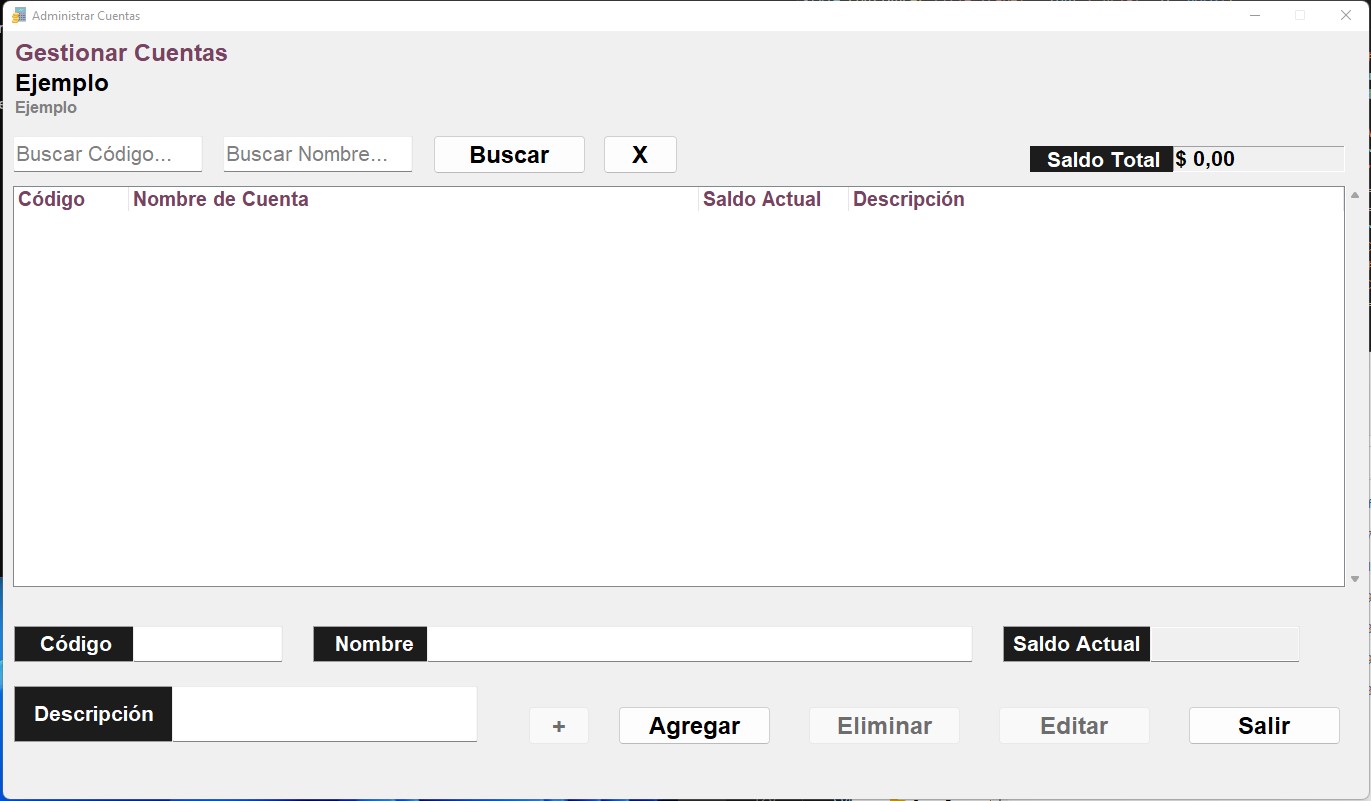 Administrar Cuentas
Gestionar Cuentas
Ejemplo
Ejemplo
Buscar Código... Buscar Nombre... Buscar X Saldo Total $ 0,00
Código Nombre de Cuenta Saldo Actual Descripción
Código Nombre Saldo Actual
Descripción + Agregar Eliminar Editar Salir